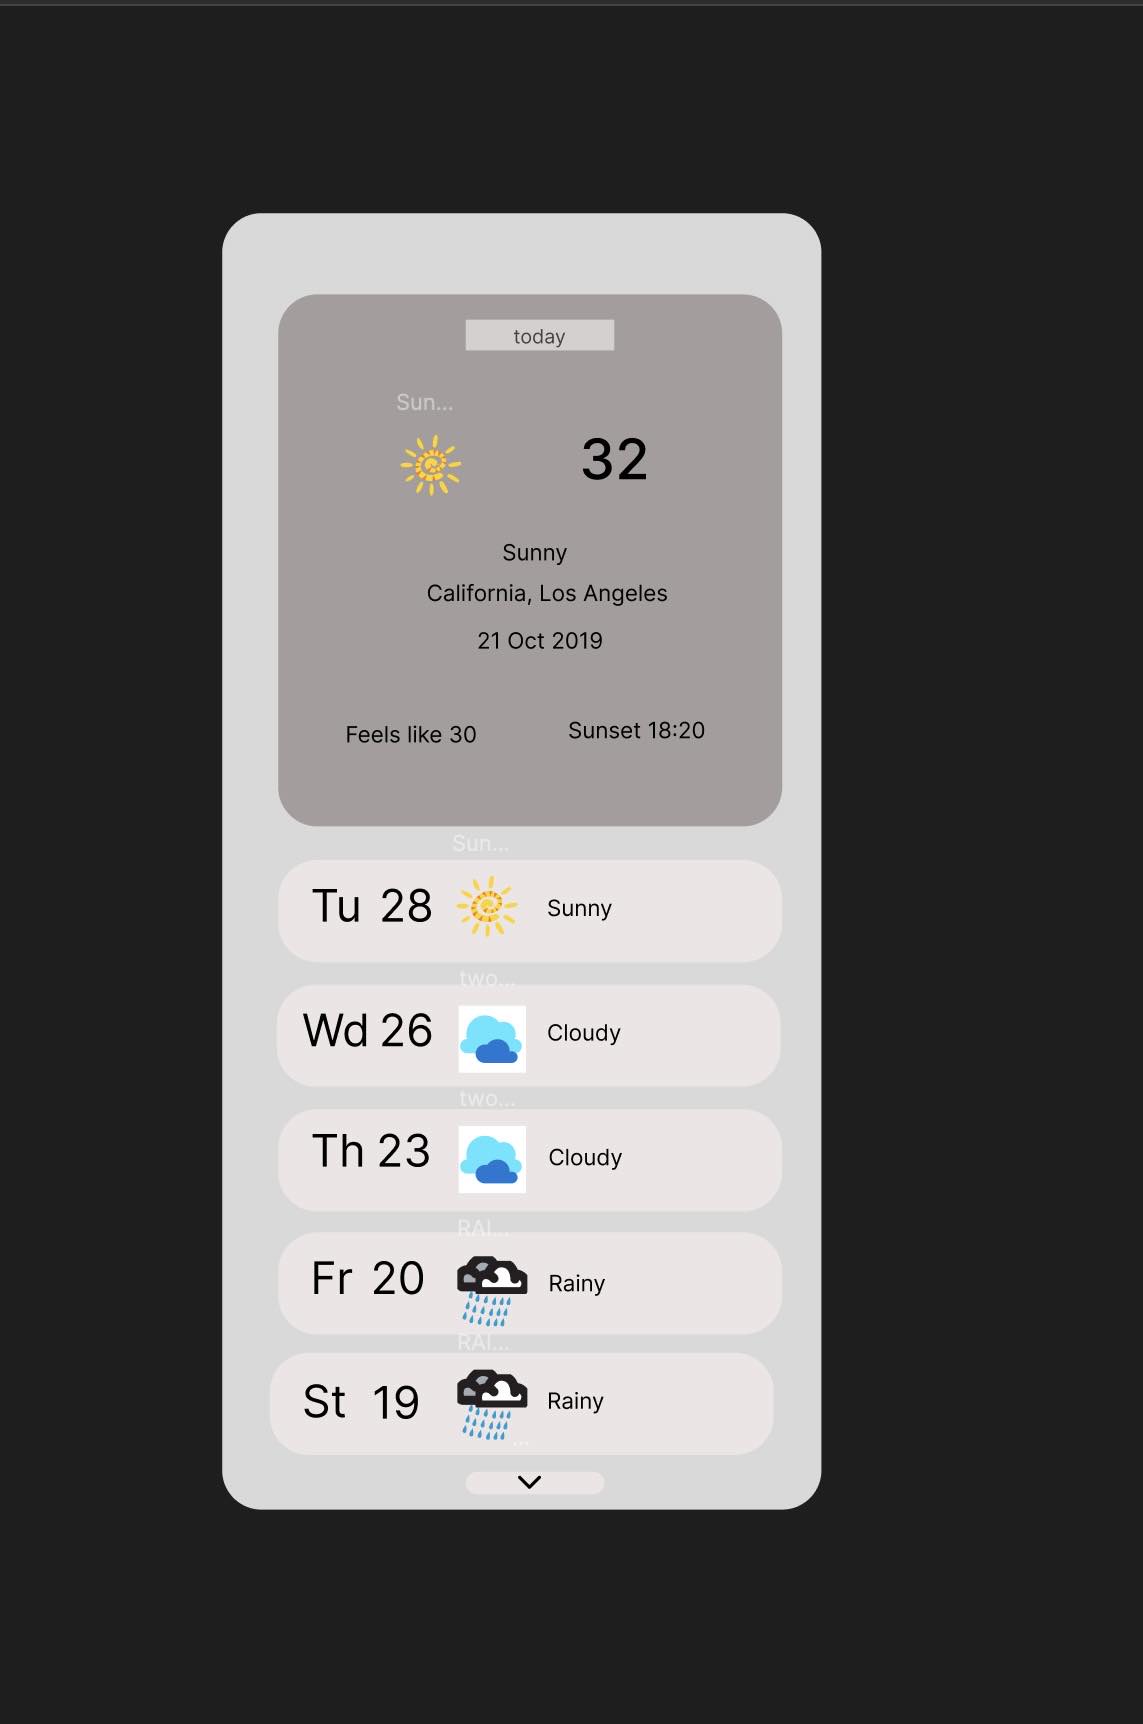 today
Sun...
32
Sunny
California, Los Angeles
21 Oct 2019
Feels like 30 Sunset 18:20
Sun...
Tu 28 Sunny
two...
Wd 26 Cloudy
two...
Th 23 Cloudy
RAI...
Fr 20 Rainy
RAI...
St 19 Rainy
...